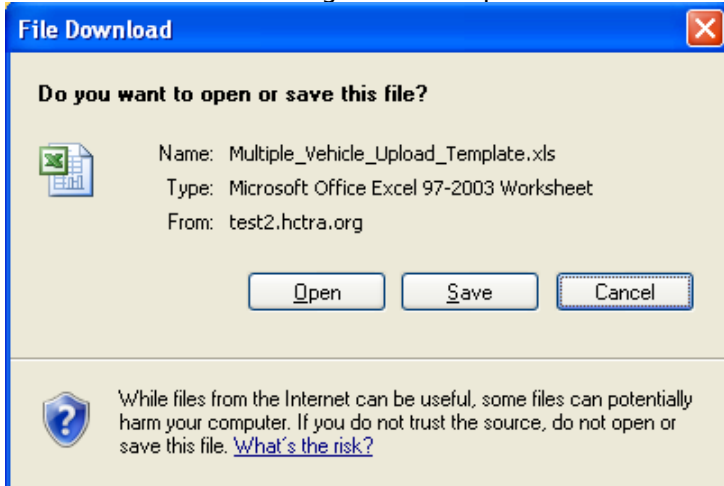 File Download
Do you want to open or save this file?
Name: Multiple_Vehicle_Upload_Template.xls
Type: Microsoft Office Excel 97-2003 Worksheet
From: test2.hctra.org
Open Save Cancel
While files from the Internet can be useful, some files can potentially
harm your computer. If you do not trust the source, do not open or
save this file. What's the risk?